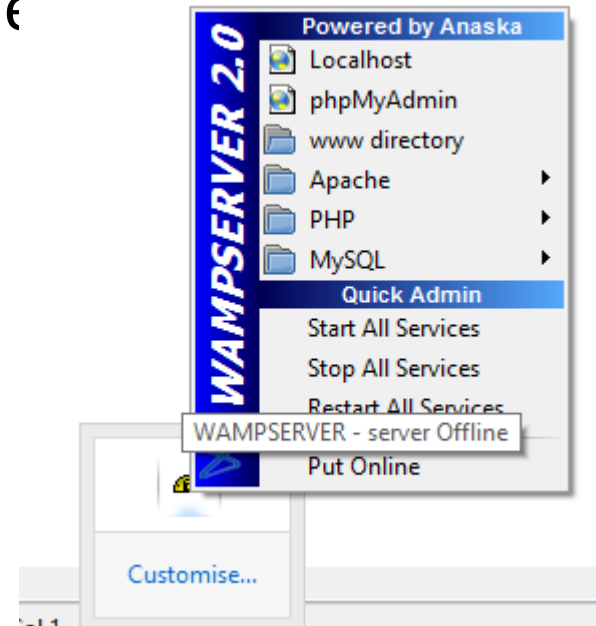 WAMPSERVER 2.0
Powered by Anaska
Localhost
phpMyAdmin
www directory
Apache
PHP
MySQL
Quick Admin
Start All Services
Stop All Services
Restart All Services
WAMPSERVER - server Offline
Put Online
Customise...